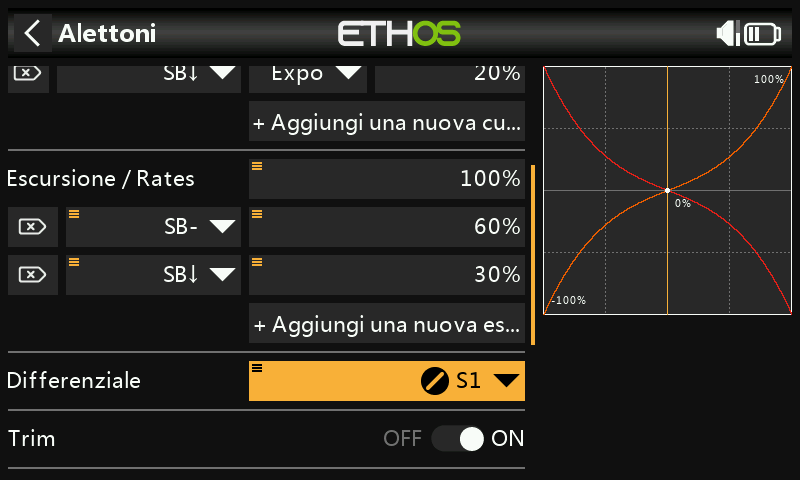 Alettoni
ETHOS
SB↓ Expo 20%
+ Aggiungi una nuova cu...
Escursione / Rates 100%
SB- 60%
SB↓ 30%
+ Aggiungi una nuova es...
Differenziale S1
Trim OFF ON
100%
0%
-100%